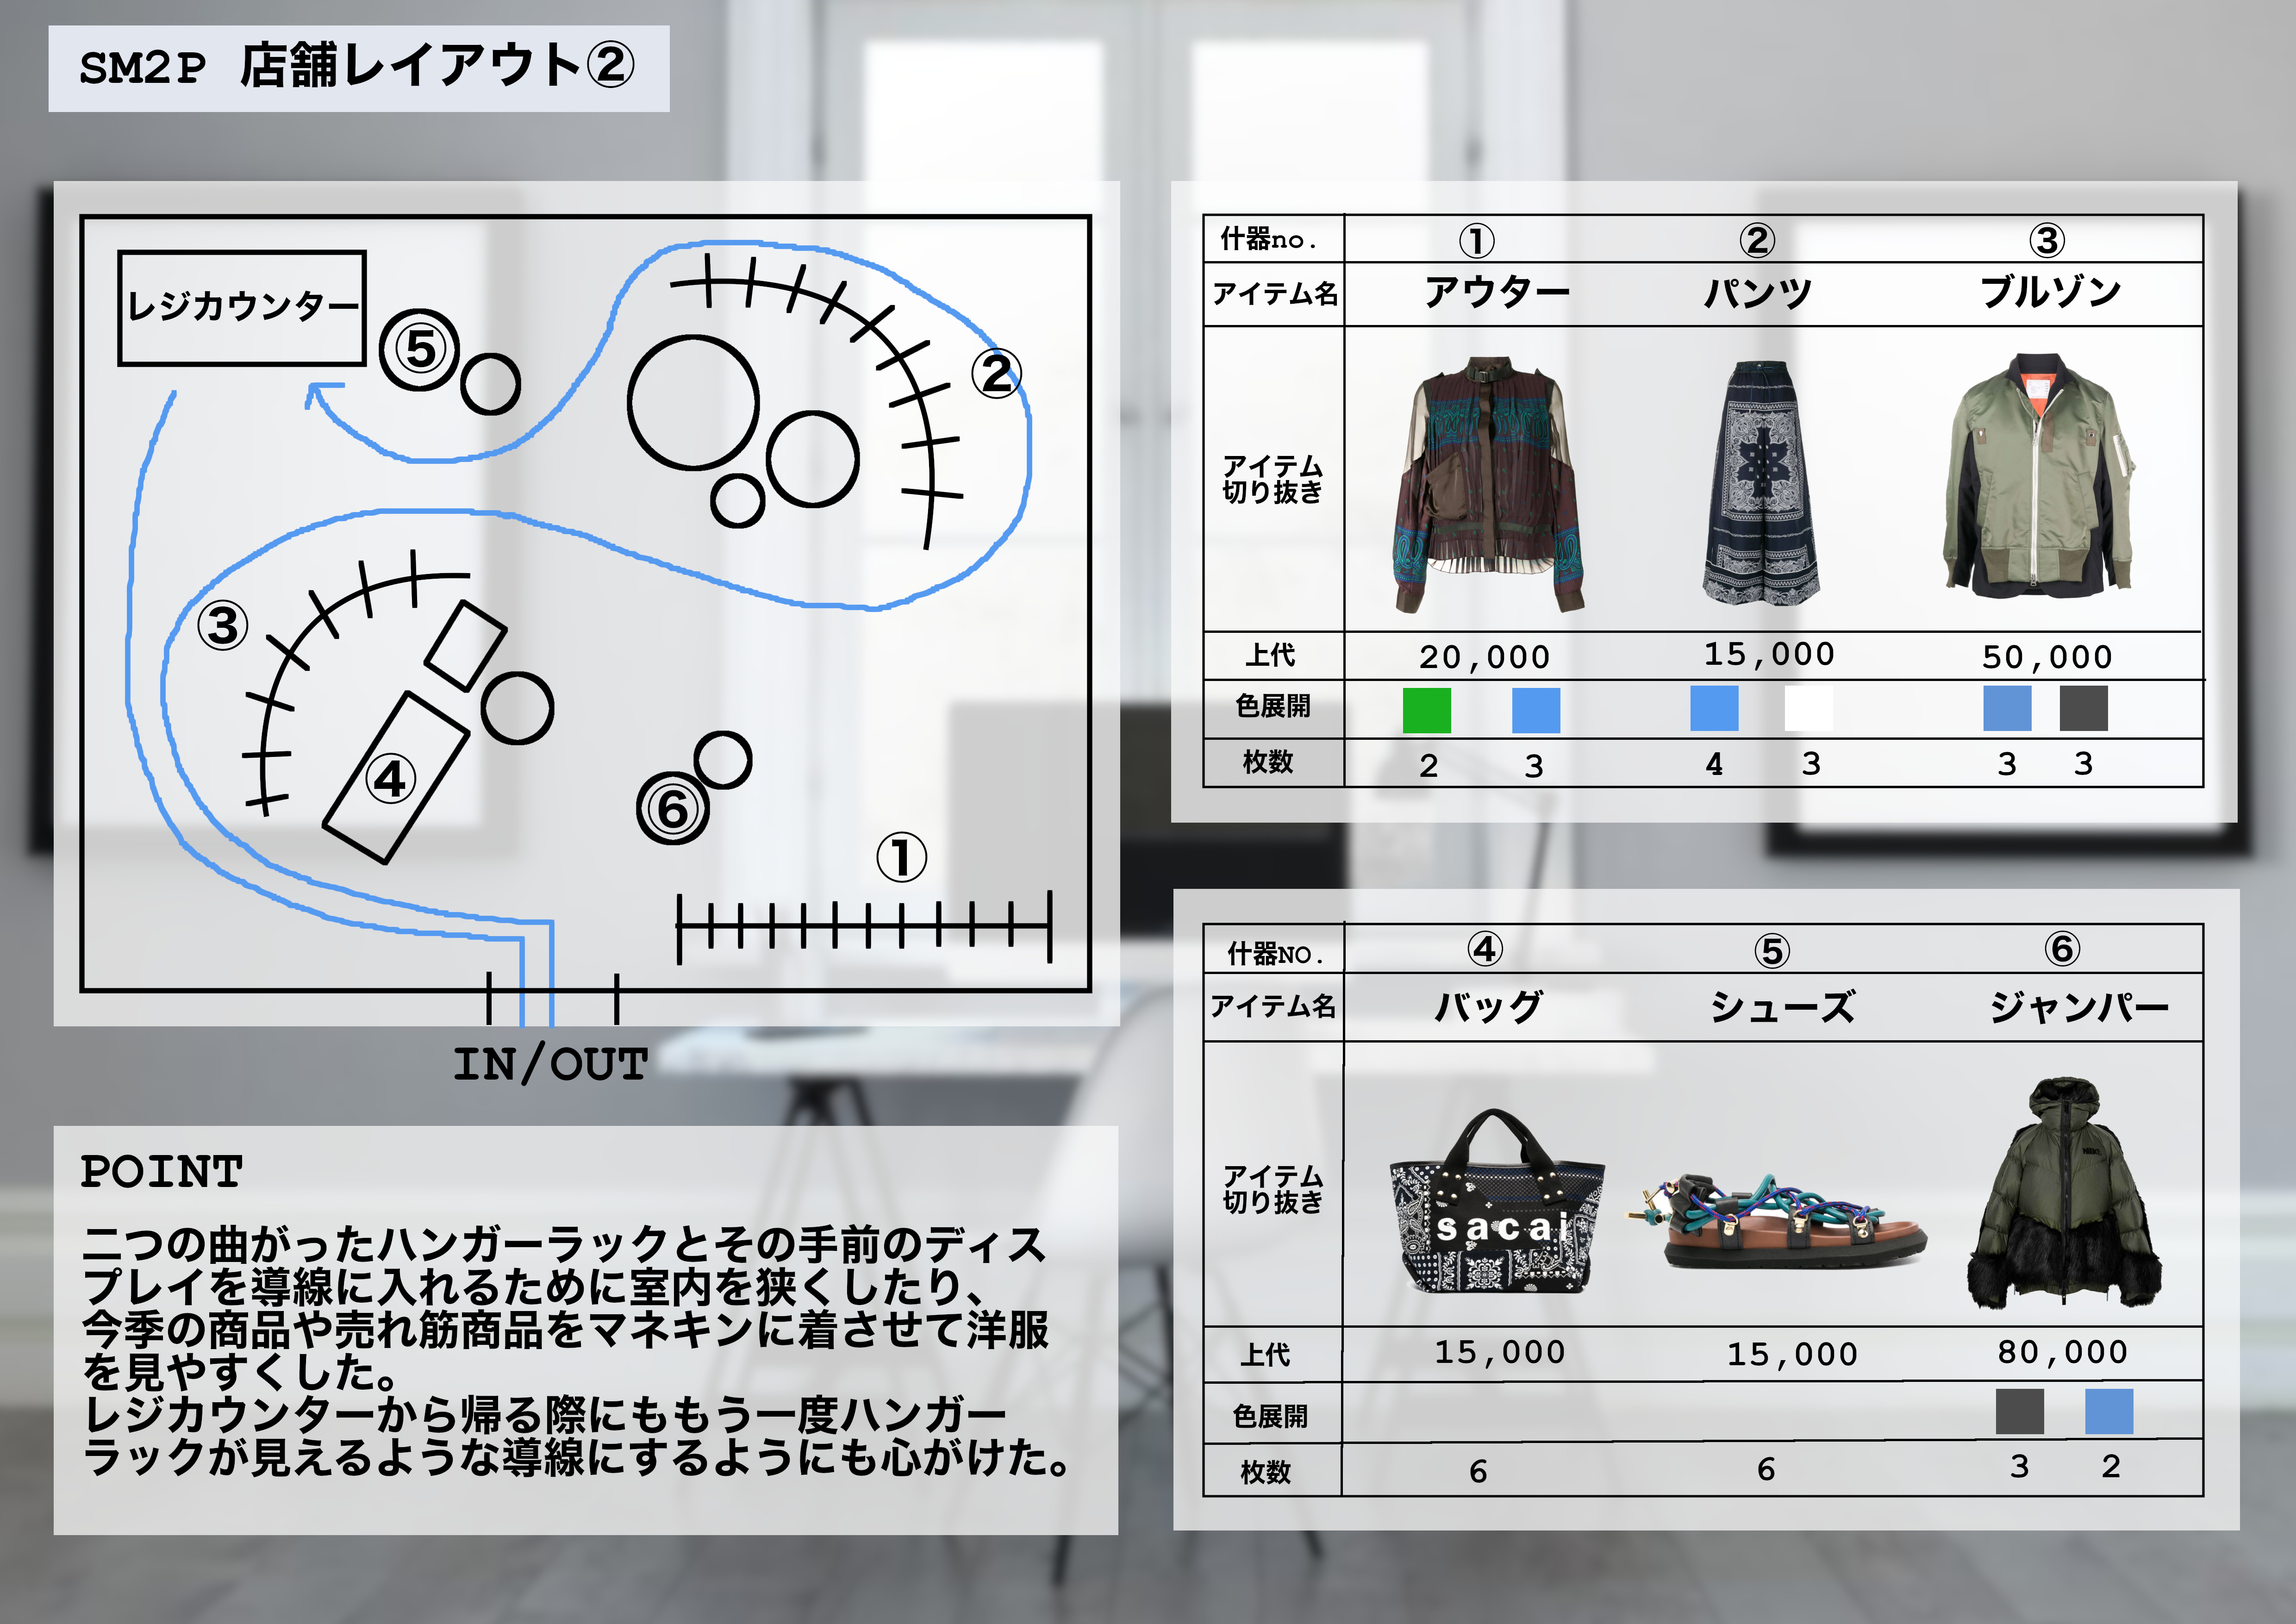 SM2P 店舗レイアウト②
レジカウンター
⑤
②
③
④
⑥
①
IN/OUT
POINT
二つの曲がったハンガーラックとその手前のディス
プレイを導線に入れるために室内を狭くしたり、
今季の商品や売れ筋商品をマネキンに着させて洋服
を見やすくした。
レジカウンターから帰る際にももう一度ハンガー
ラックが見えるような導線にするようにも心がけた。
什器no. ① ② ③
アイテム名 アウター パンツ ブルゾン
アイテム
切り抜き
上代 20,000 15,000 50,000
色展開
枚数 2 3 4 3 3 3
什器NO. ④ ⑤ ⑥
アイテム名 バッグ シューズ ジャンパー
アイテム
切り抜き
sacai
上代 15,000 15,000 80,000
色展開
枚数 6 6 3 2